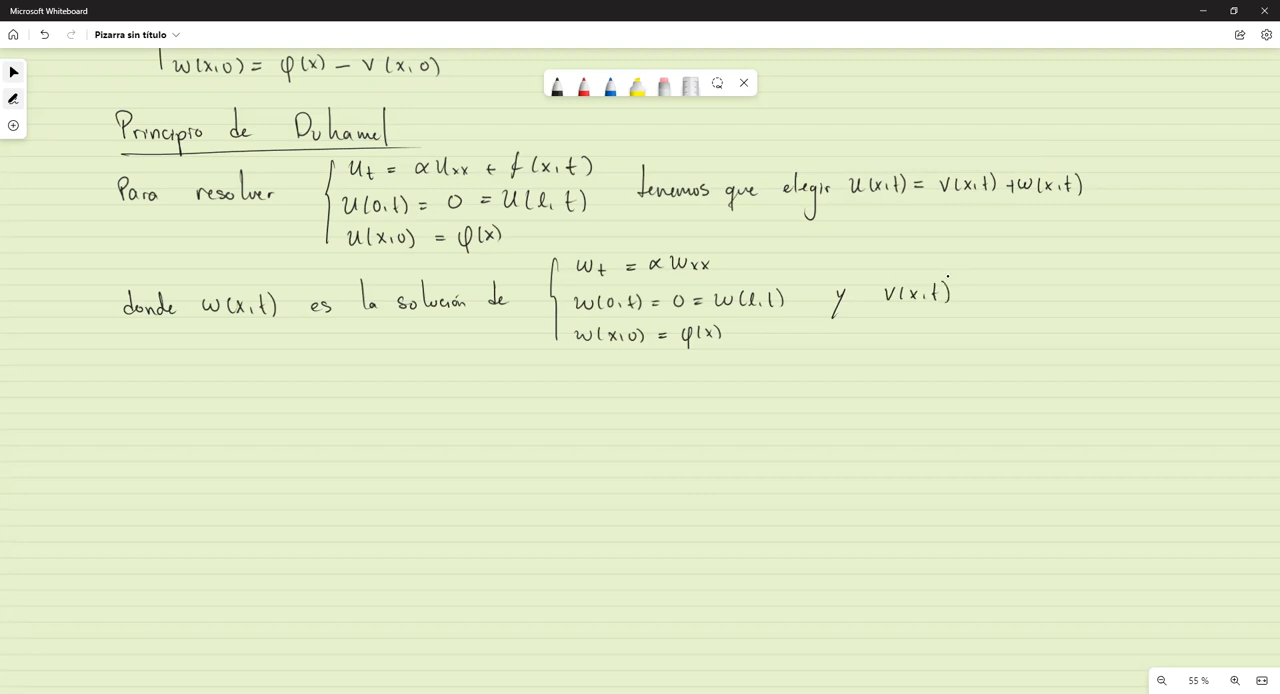 Microsoft Whiteboard
Pizarra sin título
w(x,0) = φ(x) - v(x,0)
Principio de Duhamel
Para resolver { u_t = α u_xx + f(x,t)
u(0,t) = 0 = u(l,t)
u(x,0) = φ(x)
tenemos que elegir u(x,t) = v(x,t) + w(x,t)
donde w(x,t) es la solución de { w_t = α w_xx
w(0,t) = 0 = w(l,t)
w(x,0) = φ(x)
y v(x,t)
55 %